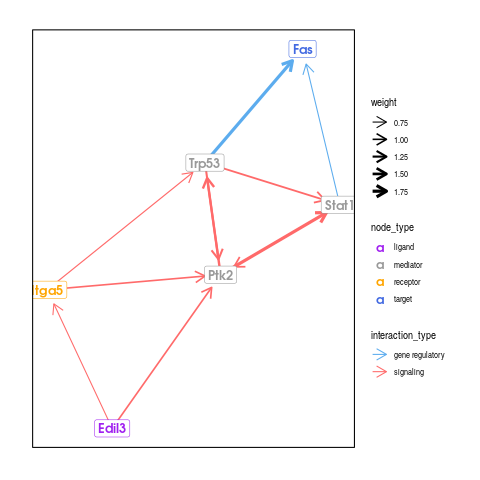 Fas
Trp53
Stat1
Ptk2
tga5
Edil3
weight
0.75
1.00
1.25
1.50
1.75
node_type
a ligand
a mediator
a receptor
a target
interaction_type
gene regulatory
signaling